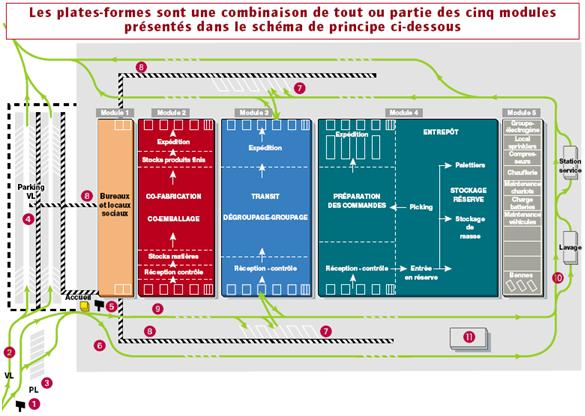 Les plates-formes sont une combinaison de tout ou partie des cinq modules
présentés dans le schéma de principe ci-dessous
8
7
Module 1
Module 2
Module 3
Module 4
Module 5
Expédition
Stocks produits finis
CO-FABRICATION
CO-EMBALLAGE
Stocks matières
Réception contrôle
Bureaux
et locaux
sociaux
Expédition
TRANSIT
DÉGROUPAGE-GROUPAGE
Réception - contrôle
Expédition
ENTREPÔT
Palettiers
PRÉPARATION
DES COMMANDES
STOCKAGE
RÉSERVE
Picking
Stockage
de masse
Réception - contrôle
Entrée
en réserve
Groupe-
électrogène
Local
sprinklers
Compres-
seurs
Chaufferie
Maintenance
chariots
Charge
batteries
Maintenance
véhicules
Bennes
Station
service
Lavage
Parking
VL
4
8
Accueil
5
9
10
2
6
8
7
11
VL
3
PL
1